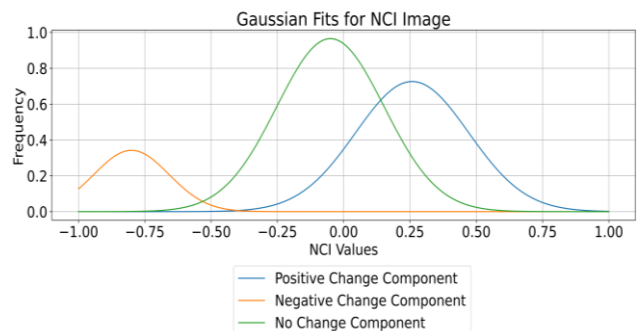 Gaussian Fits for NCI Image
Frequency
1.0
0.8
0.6
0.4
0.2
0.0
−1.00 −0.75 −0.50 −0.25 0.00 0.25 0.50 0.75 1.00
NCI Values
Positive Change Component
Negative Change Component
No Change Component